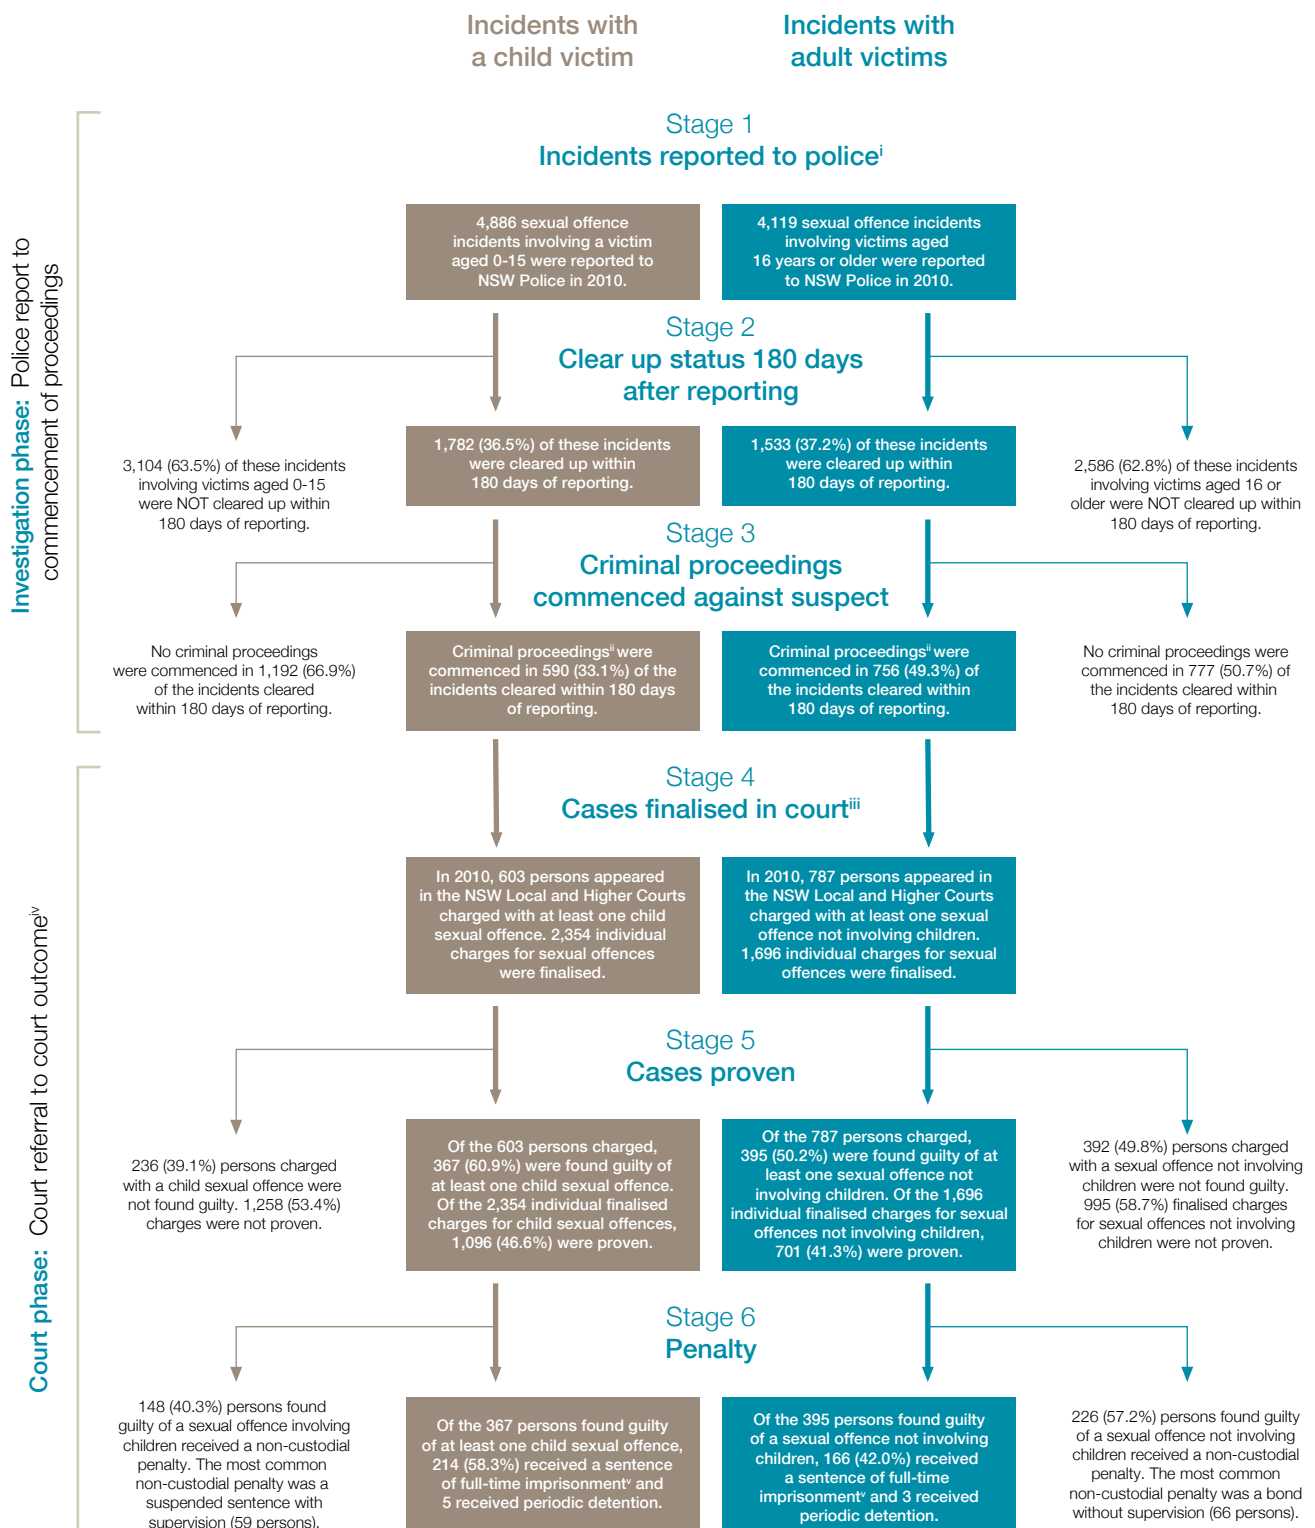 Incidents with
a child victim
Incidents with
adult victims
Investigation phase: Police report to
commencement of proceedings
Stage 1
Incidents reported to policeⁱ
4,886 sexual offence
incidents involving a victim
aged 0-15 were reported to
NSW Police in 2010.
4,119 sexual offence incidents
involving victims aged
16 years or older were reported
to NSW Police in 2010.
Stage 2
Clear up status 180 days
after reporting
3,104 (63.5%) of these incidents
involving victims aged 0-15
were NOT cleared up within
180 days of reporting.
1,782 (36.5%) of these incidents
were cleared up within
180 days of reporting.
1,533 (37.2%) of these incidents
were cleared up within
180 days of reporting.
2,586 (62.8%) of these incidents
involving victims aged 16 or
older were NOT cleared up within
180 days of reporting.
Stage 3
Criminal proceedings
commenced against suspect
No criminal proceedings
were commenced in 1,192 (66.9%)
of the incidents cleared
within 180 days of reporting.
Criminal proceedingsⁱⁱ were
commenced in 590 (33.1%) of the
incidents cleared within 180 days
of reporting.
Criminal proceedingsⁱⁱ were
commenced in 756 (49.3%) of
the incidents cleared within
180 days of reporting.
No criminal proceedings were
commenced in 777 (50.7%) of
the incidents cleared within
180 days of reporting.
Court phase: Court referral to court outcomeⁱᵛ
Stage 4
Cases finalised in courtⁱⁱⁱ
In 2010, 603 persons appeared
in the NSW Local and Higher Courts
charged with at least one child
sexual offence. 2,354 individual
charges for sexual offences
were finalised.
In 2010, 787 persons appeared in
the NSW Local and Higher Courts
charged with at least one sexual
offence not involving children.
1,696 individual charges for sexual
offences were finalised.
Stage 5
Cases proven
236 (39.1%) persons charged
with a child sexual offence were
not found guilty. 1,258 (53.4%)
charges were not proven.
Of the 603 persons charged,
367 (60.9%) were found guilty of
at least one child sexual offence.
Of the 2,354 individual finalised
charges for child sexual offences,
1,096 (46.6%) were proven.
Of the 787 persons charged,
395 (50.2%) were found guilty of at
least one sexual offence not
involving children. Of the 1,696
individual finalised charges for sexual
offences not involving children,
701 (41.3%) were proven.
392 (49.8%) persons charged
with a sexual offence not involving
children were not found guilty.
995 (58.7%) finalised charges
for sexual offences not involving
children were not proven.
Stage 6
Penalty
148 (40.3%) persons found
guilty of a sexual offence involving
children received a non-custodial
penalty. The most common
non-custodial penalty was a
suspended sentence with
supervision (59 persons).
Of the 367 persons found guilty
of at least one child sexual offence,
214 (58.3%) received a sentence
of full-time imprisonmentᵛ and
5 received periodic detention.
Of the 395 persons found guilty
of a sexual offence not involving
children, 166 (42.0%) received
a sentence of full-time
imprisonmentᵛ and 3 received
periodic detention.
226 (57.2%) persons found guilty
of a sexual offence not involving
children received a non-custodial
penalty. The most common
non-custodial penalty was a bond
without supervision (66 persons).